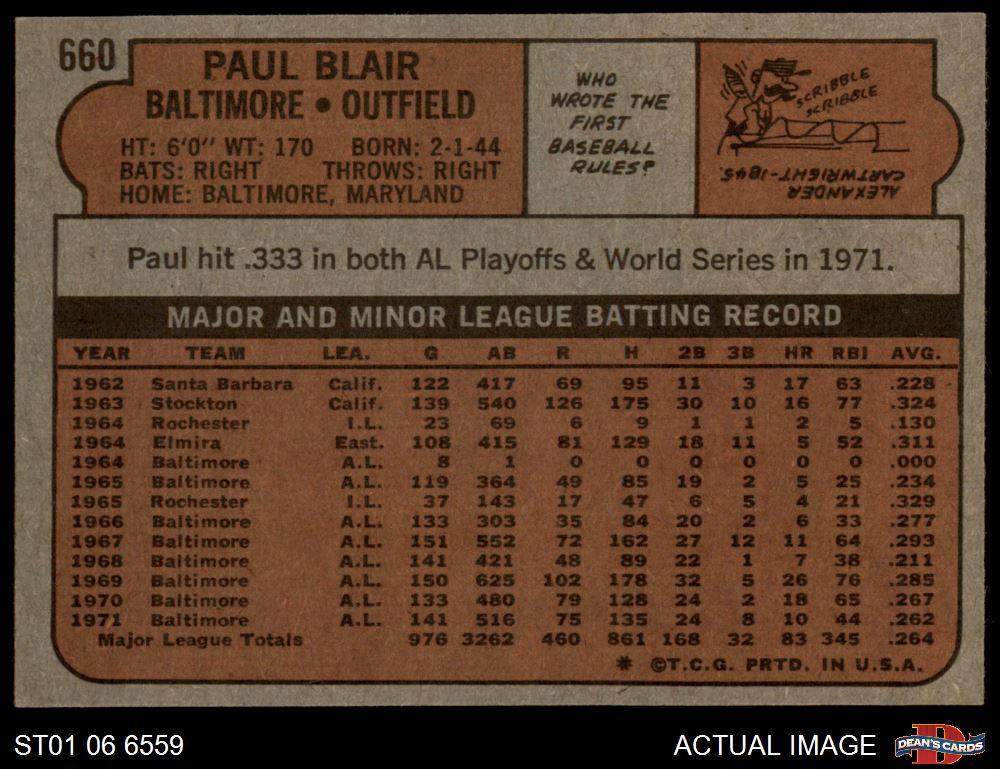 660
PAUL BLAIR
BALTIMORE • OUTFIELD
HT: 6'0" WT: 170 BORN: 2-1-44
BATS: RIGHT THROWS: RIGHT
HOME: BALTIMORE, MARYLAND
WHO
WROTE THE
FIRST
BASEBALL
RULES?
SCRIBBLE
SCRIBBLE
ALEXANDER
CARTWRIGHT-1845.
Paul hit .333 in both AL Playoffs & World Series in 1971.
MAJOR AND MINOR LEAGUE BATTING RECORD
YEAR TEAM LEA. G AB R H 2B 3B HR RBI AVG.
1962 Santa Barbara Calif. 122 417 69 95 11 3 17 63 .228
1963 Stockton Calif. 139 540 126 175 30 10 16 77 .324
1964 Rochester I.L. 23 69 6 9 1 1 2 5 .130
1964 Elmira East. 108 415 81 129 18 11 5 52 .311
1964 Baltimore A.L. 8 1 0 0 0 0 0 0 .000
1965 Baltimore A.L. 119 364 49 85 19 2 5 25 .234
1965 Rochester I.L. 37 143 17 47 6 5 4 21 .329
1966 Baltimore A.L. 133 303 35 84 20 2 6 33 .277
1967 Baltimore A.L. 151 552 72 162 27 12 11 64 .293
1968 Baltimore A.L. 141 421 48 89 22 1 7 38 .211
1969 Baltimore A.L. 150 625 102 178 32 5 26 76 .285
1970 Baltimore A.L. 133 480 79 128 24 2 18 65 .267
1971 Baltimore A.L. 141 516 75 135 24 8 10 44 .262
Major League Totals 976 3262 460 861 168 32 83 345 .264
* ©T.C.G. PRTD. IN U.S.A.
ST01 06 6559
ACTUAL IMAGE
D
DEAN'S CARDS